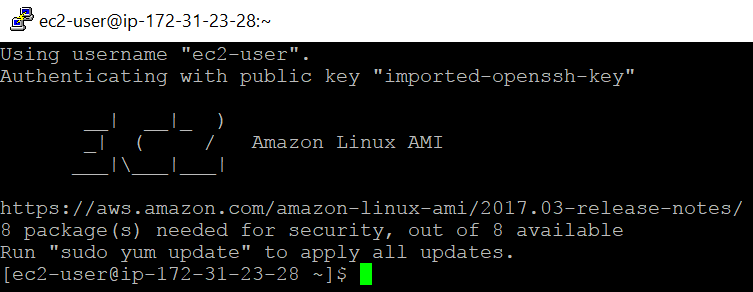 ec2-user@ip-172-31-23-28:~
Using username "ec2-user".
Authenticating with public key "imported-openssh-key"
__|  __|_  )
_|  (     /   Amazon Linux AMI
___|\___|___|
https://aws.amazon.com/amazon-linux-ami/2017.03-release-notes/
8 package(s) needed for security, out of 8 available
Run "sudo yum update" to apply all updates.
[ec2-user@ip-172-31-23-28 ~]$